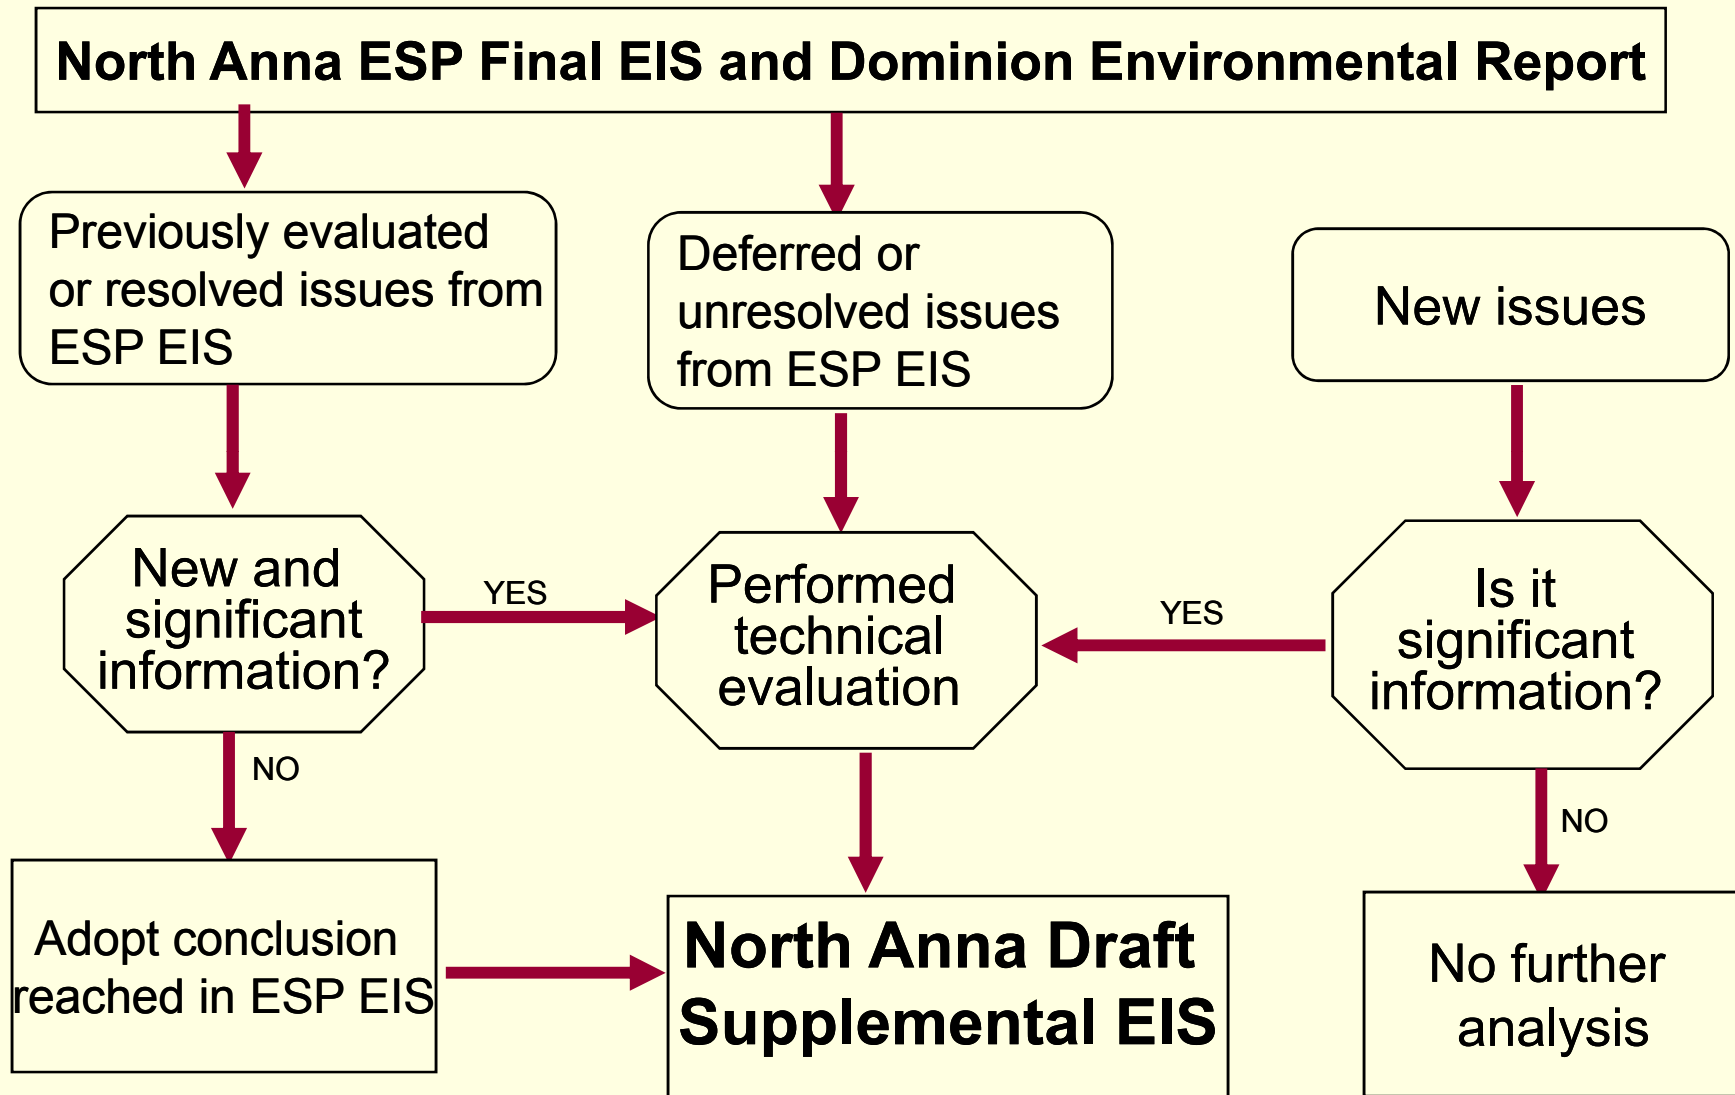 North Anna ESP Final EIS and Dominion Environmental Report
Previously evaluated
or resolved issues from
ESP EIS
Deferred or
unresolved issues
from ESP EIS
New issues
New and
significant
information?
YES
Performed
technical
evaluation
YES
Is it
significant
information?
NO
NO
Adopt conclusion
reached in ESP EIS
North Anna Draft
Supplemental EIS
No further
analysis